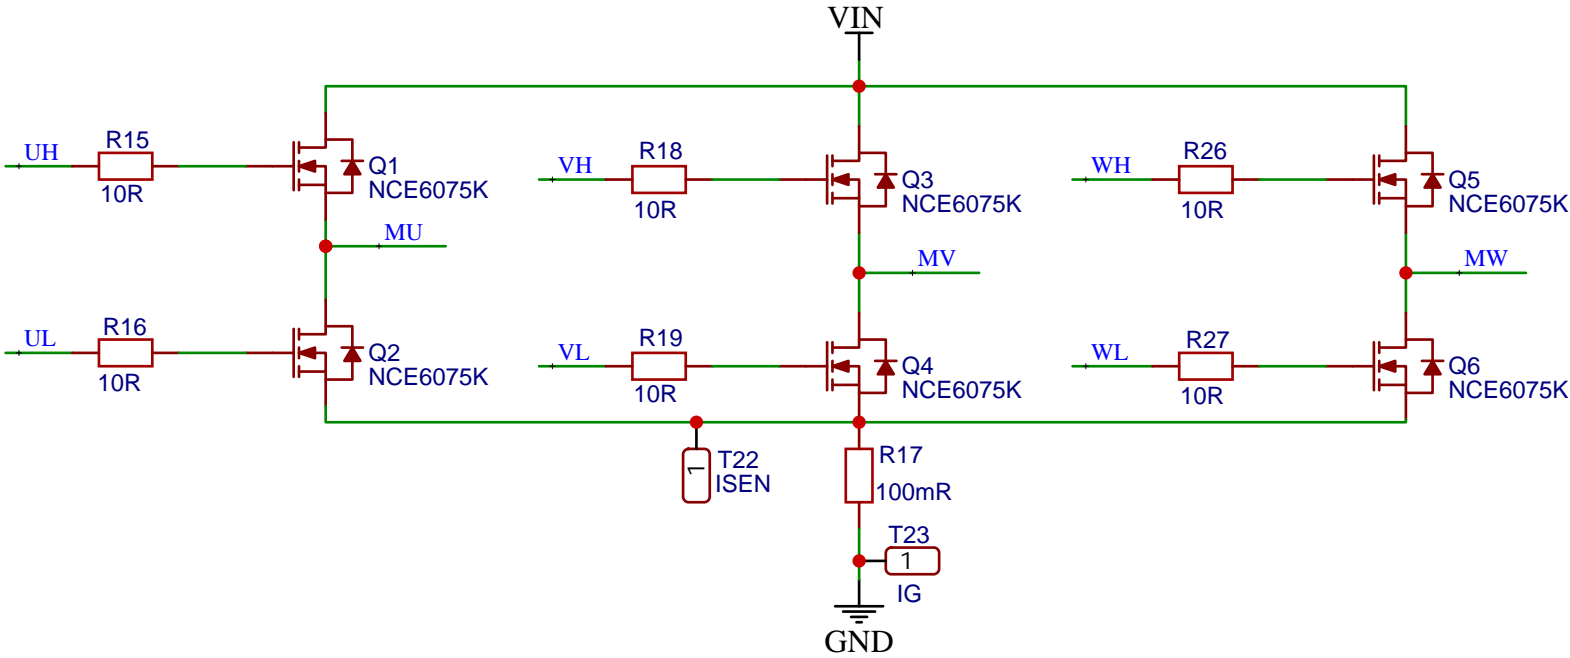 VIN
UH
R15
10R
Q1
NCE6075K
VH
R18
10R
Q3
NCE6075K
WH
R26
10R
Q5
NCE6075K
MU
MV
MW
UL
R16
10R
Q2
NCE6075K
VL
R19
10R
Q4
NCE6075K
WL
R27
10R
Q6
NCE6075K
1
T22
ISEN
R17
100mR
T23
1
IG
GND